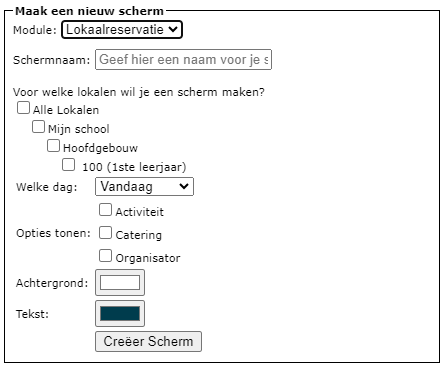 Maak een nieuw scherm
Module: Lokaalreservatie
Schermnaam: Geef hier een naam voor je s
Voor welke lokalen wil je een scherm maken?
Alle Lokalen
Mijn school
Hoofdgebouw
100 (1ste leerjaar)
Welke dag: Vandaag
Activiteit
Opties tonen: Catering
Organisator
Achtergrond:
Tekst:
Creëer Scherm